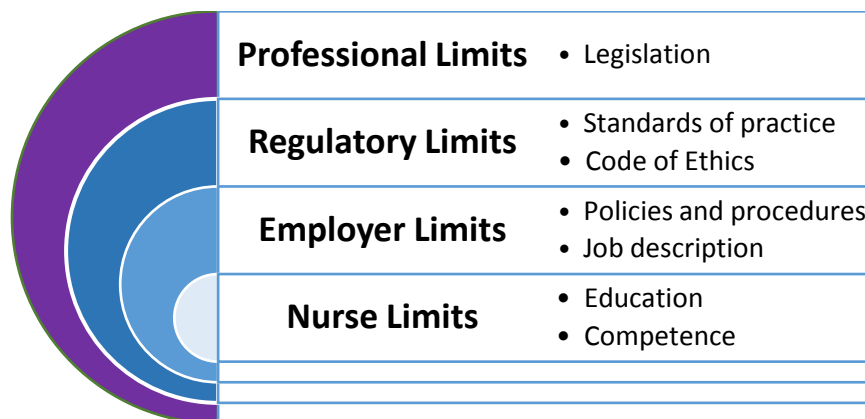 Professional Limits
• Legislation
Regulatory Limits
• Standards of practice
• Code of Ethics
Employer Limits
• Policies and procedures
• Job description
Nurse Limits
• Education
• Competence